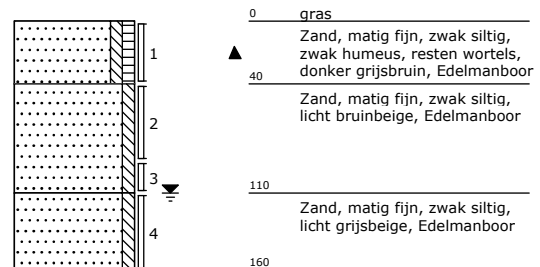 0 gras
Zand, matig fijn, zwak siltig,
zwak humeus, resten wortels,
donker grijsbruin, Edelmanboor
1
40
Zand, matig fijn, zwak siltig,
licht bruinbeige, Edelmanboor
2
3
110
Zand, matig fijn, zwak siltig,
licht grijsbeige, Edelmanboor
4
160